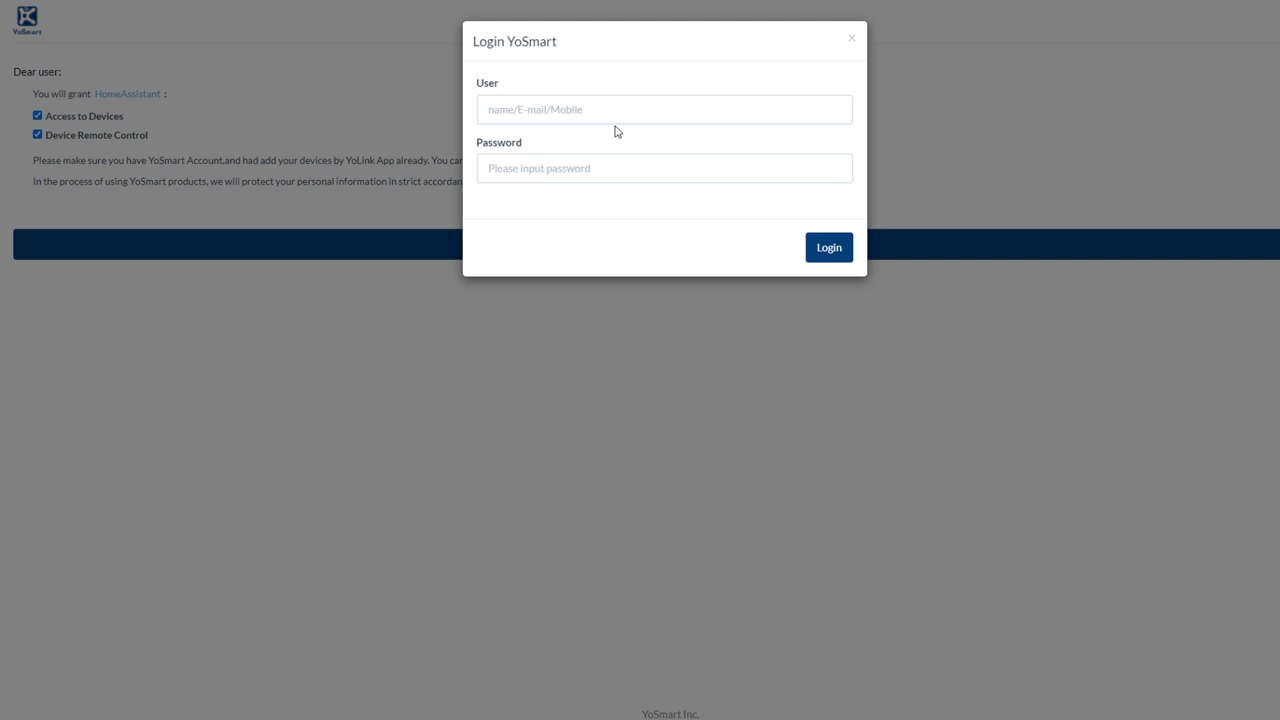 YoSmart
Login YoSmart
×
Dear user:
User
You will grant HomeAssistant :
name/E-mail/Mobile
Access to Devices
Device Remote Control
Password
Please make sure you have YoSmart Account,and had add your devices by YoLink App already. You can
Please input password
In the process of using YoSmart products, we will protect your personal information in strict
Login
YoSmart Inc.